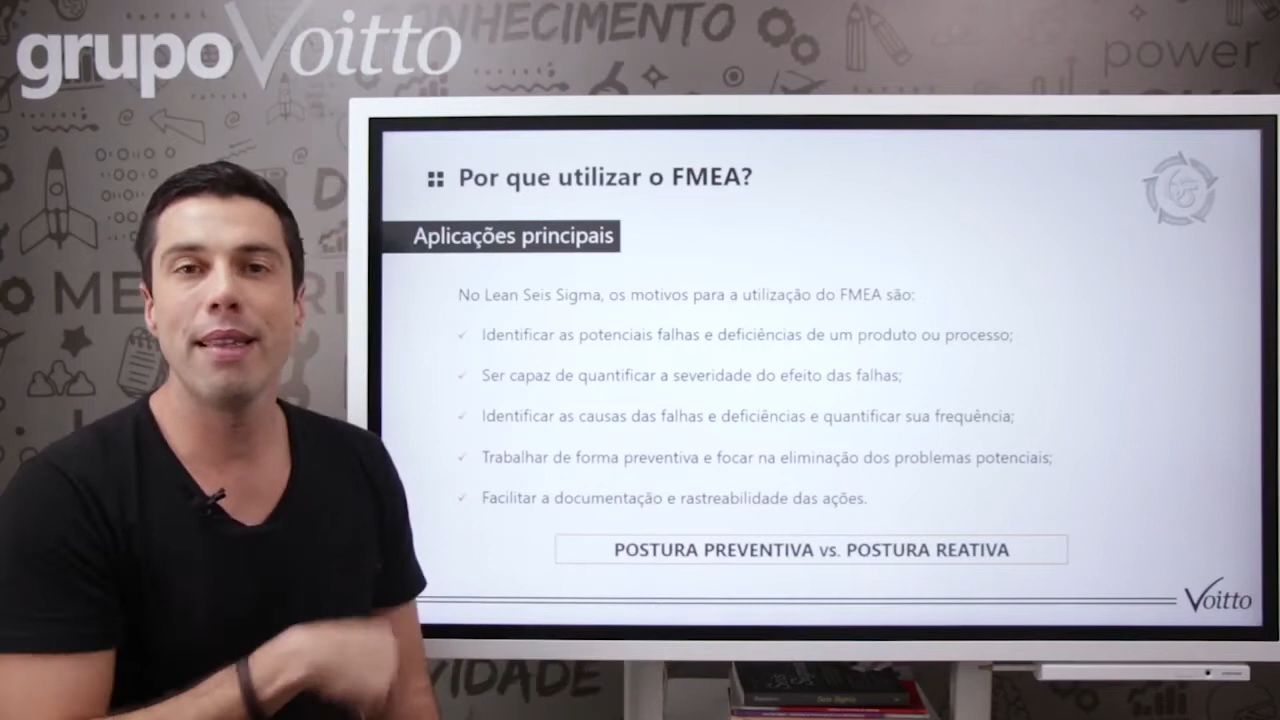 grupoVoitto
CONHECIMENTO
power
Por que utilizar o FMEA?
Aplicações principais
No Lean Seis Sigma, os motivos para a utilização do FMEA são:
Identificar as potenciais falhas e deficiências de um produto ou processo;
Ser capaz de quantificar a severidade do efeito das falhas;
Identificar as causas das falhas e deficiências e quantificar sua frequência;
Trabalhar de forma preventiva e focar na eliminação dos problemas potenciais;
Facilitar a documentação e rastreabilidade das ações.
POSTURA PREVENTIVA vs. POSTURA REATIVA
Voitto
VIDADE
Seis Sigma